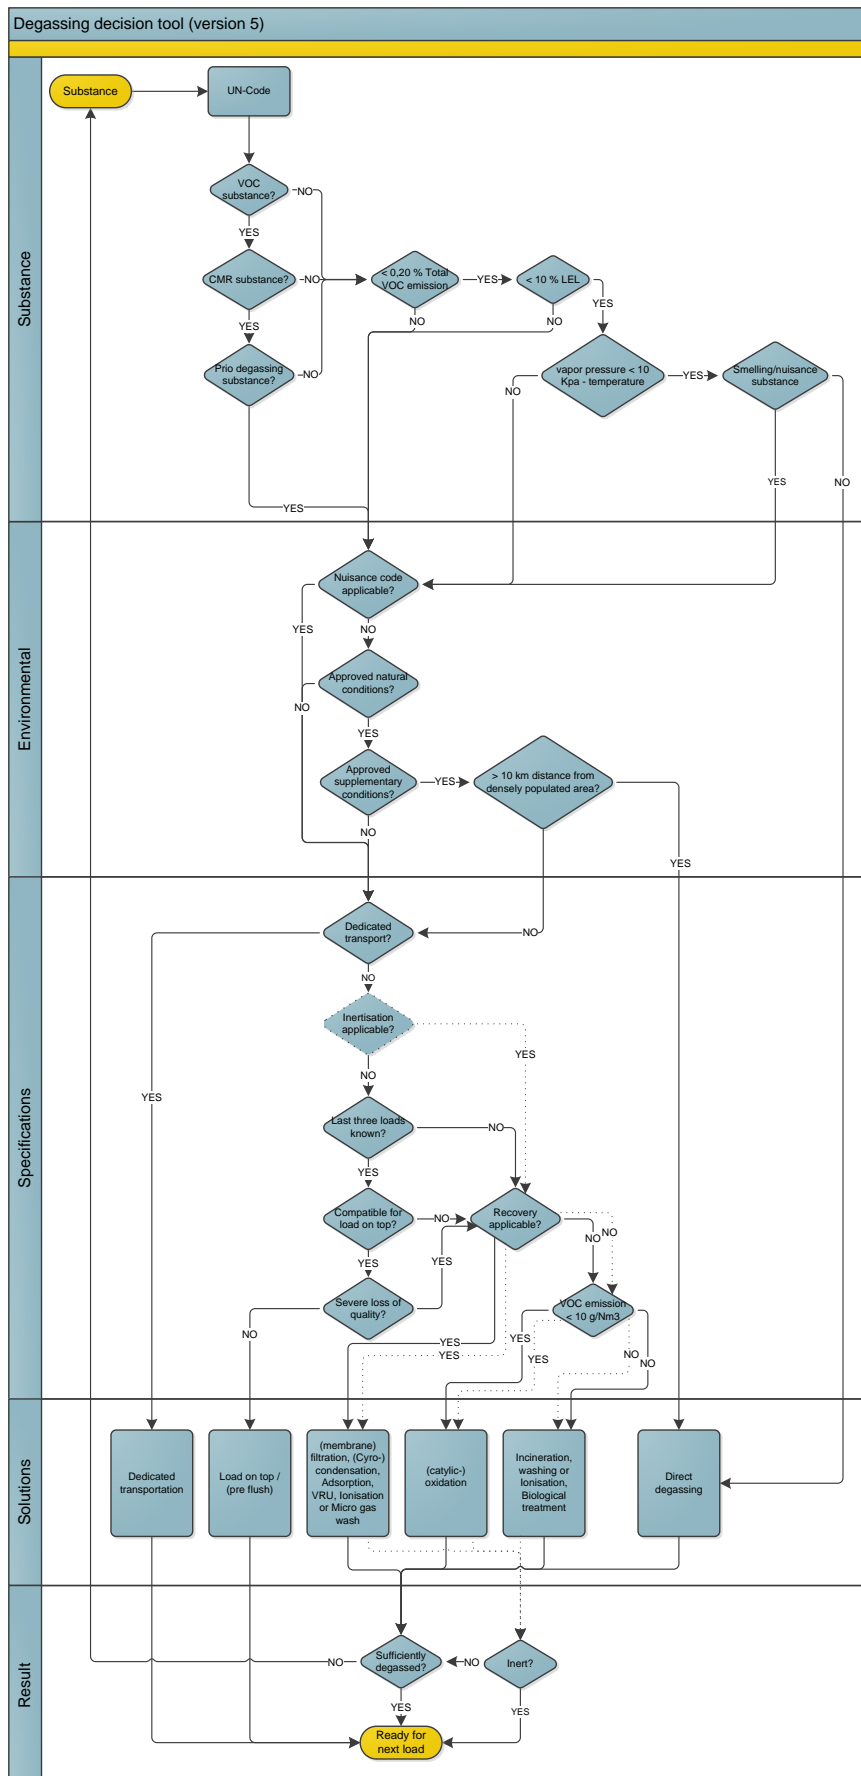 Degassing decision tool (version 5)
Substance
Substance
UN-Code
VOC
substance?
NO
YES
CMR substance?
NO
< 0,20 % Total
VOC emission
YES
< 10 % LEL
YES
NO
NO
YES
Prio degassing
substance?
NO
vapor pressure < 10
Kpa - temperature
YES
Smelling/nuisance
substance
NO
YES
NO
YES
Environmental
Nuisance code
applicable?
YES
NO
Approved natural
conditions?
NO
YES
Approved
supplementary
conditions?
YES
> 10 km distance from
densely populated area?
NO
YES
Specifications
Dedicated
transport?
NO
NO
Inertisation
applicable?
YES
NO
YES
Last three loads
known?
NO
YES
Compatible for
load on top?
NO
Recovery
applicable?
NO
NO
YES
YES
Severe loss of
quality?
VOC emission
< 10 g/Nm3
NO
YES
YES
YES
YES
NO
NO
Solutions
Dedicated
transportation
Load on top /
(pre flush)
(membrane)
filtration, (Cyro-)
condensation,
Adsorption,
VRU, Ionisation
or Micro gas
wash
(catylic-)
oxidation
Incineration,
washing or
Ionisation,
Biological
treatment
Direct
degassing
Result
NO
Sufficiently
degassed?
NO
Inert?
YES
YES
Ready for
next load